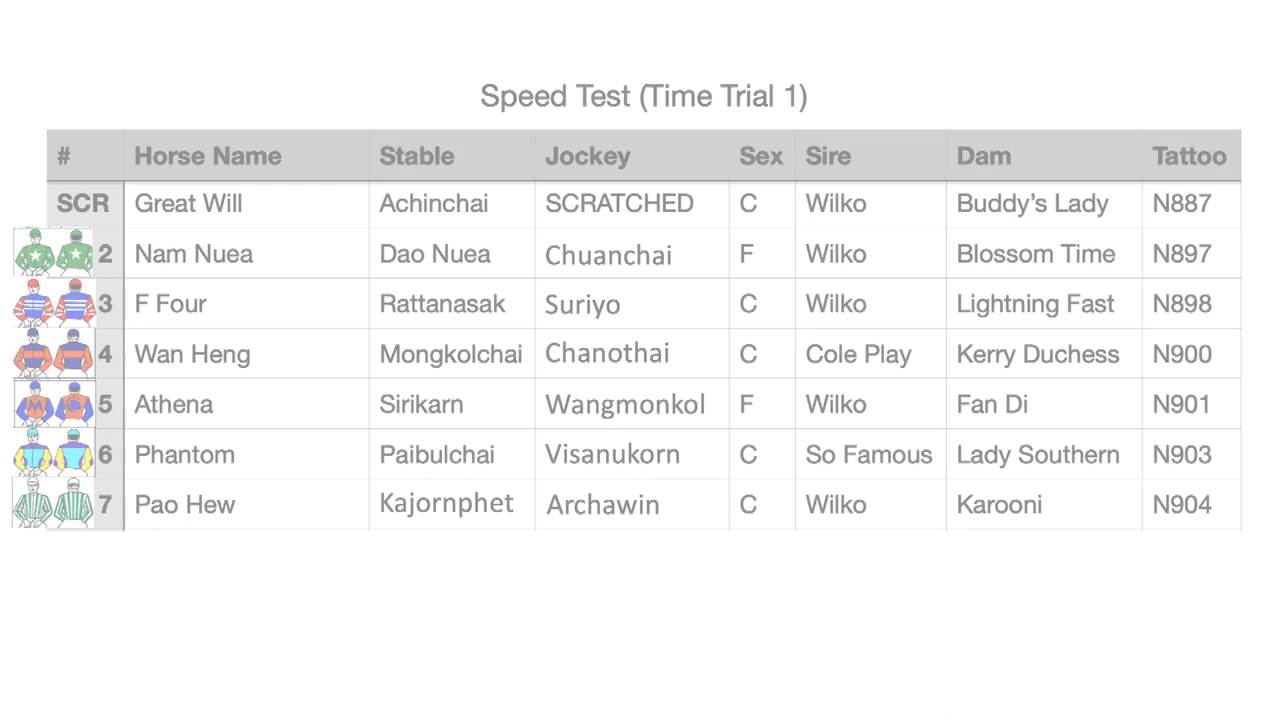 Speed Test (Time Trial 1)
# Horse Name Stable Jockey Sex Sire Dam Tattoo
SCR Great Will Achinchai SCRATCHED C Wilko Buddy’s Lady N887
2 Nam Nuea Dao Nuea Chuanchai F Wilko Blossom Time N897
3 F Four Rattanasak Suriyo C Wilko Lightning Fast N898
4 Wan Heng Mongkolchai Chanothai C Cole Play Kerry Duchess N900
M 5 Athena Sirikarn Wangmonkol F Wilko Fan Di N901
6 Phantom Paibulchai Visanukorn C So Famous Lady Southern N903
7 Pao Hew Kajornphet Archawin C Wilko Karooni N904